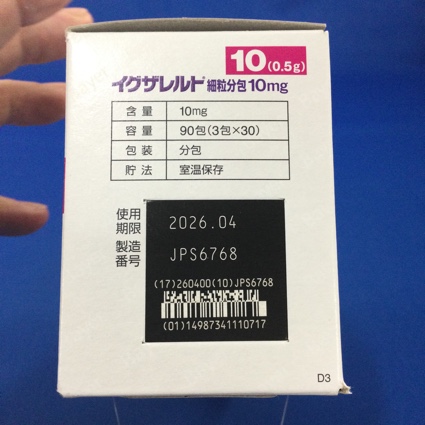 10(0.5g)
イグザレルト 細粒分包10mg
含量 10mg
容量 90包(3包×30)
包装 分包
貯法 室温保存
使用期限 2026.04
製造番号 JPS6768
(17)260400(10)JPS6768
(01)14987341110717
D3